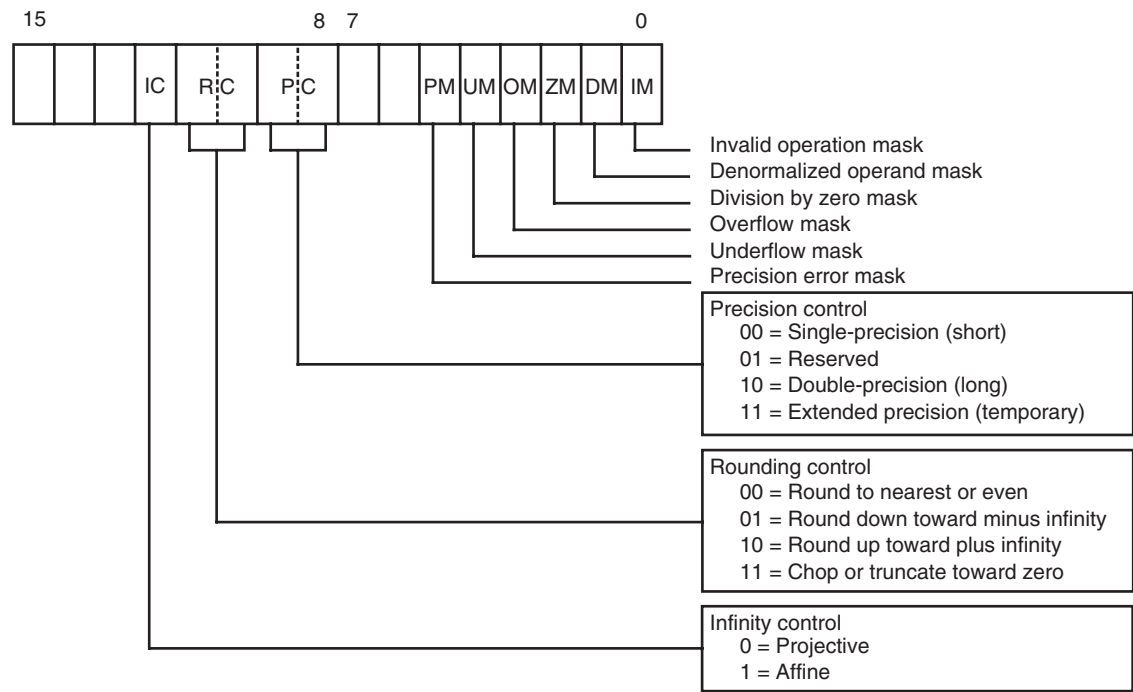 15 8 7 0
IC RC PC PM UM OM ZM DM IM
Invalid operation mask
Denormalized operand mask
Division by zero mask
Overflow mask
Underflow mask
Precision error mask
Precision control
00 = Single-precision (short)
01 = Reserved
10 = Double-precision (long)
11 = Extended precision (temporary)
Rounding control
00 = Round to nearest or even
01 = Round down toward minus infinity
10 = Round up toward plus infinity
11 = Chop or truncate toward zero
Infinity control
0 = Projective
1 = Affine